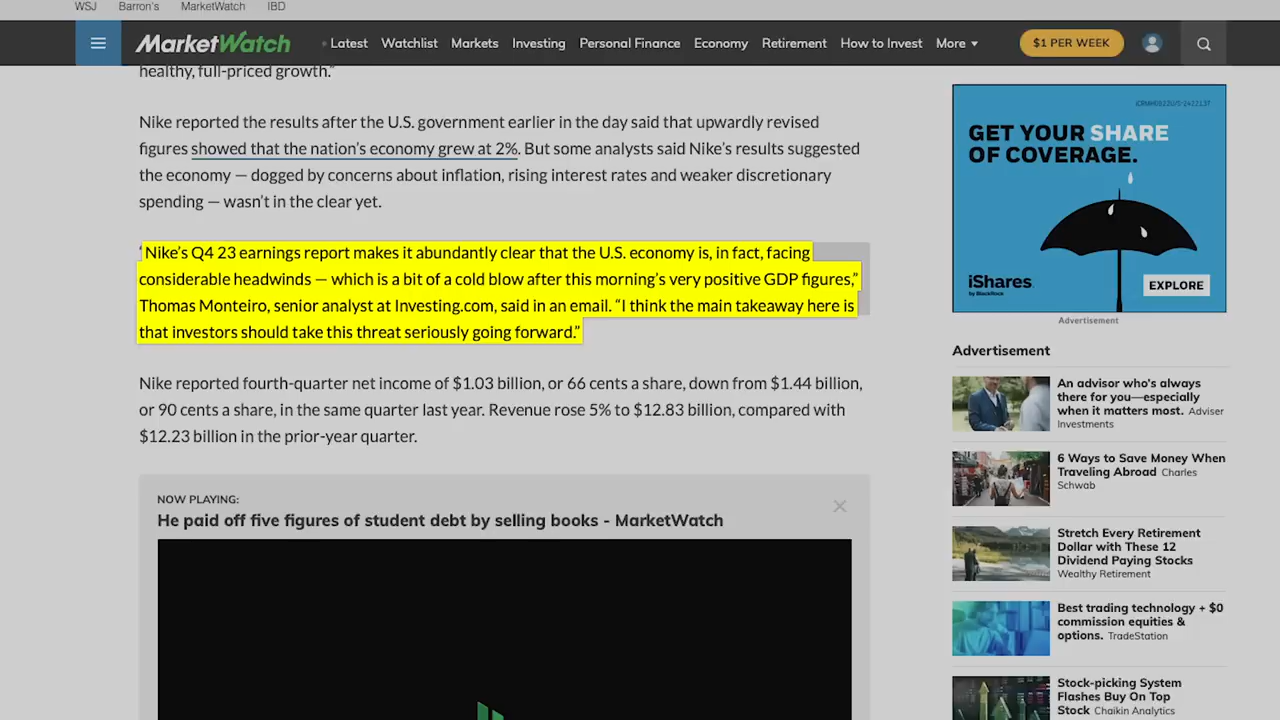 WSJ Barron's MarketWatch IBD
MarketWatch Latest Watchlist Markets Investing Personal Finance Economy Retirement How to Invest More $1 PER WEEK
healthy, full-priced growth.”
Nike reported the results after the U.S. government earlier in the day said that upwardly revised
figures showed that the nation’s economy grew at 2%. But some analysts said Nike’s results suggested
the economy — dogged by concerns about inflation, rising interest rates and weaker discretionary
spending — wasn’t in the clear yet.
“Nike’s Q4 23 earnings report makes it abundantly clear that the U.S. economy is, in fact, facing
considerable headwinds — which is a bit of a cold blow after this morning’s very positive GDP figures,”
Thomas Monteiro, senior analyst at Investing.com, said in an email. “I think the main takeaway here is
that investors should take this threat seriously going forward.”
Nike reported fourth-quarter net income of $1.03 billion, or 66 cents a share, down from $1.44 billion,
or 90 cents a share, in the same quarter last year. Revenue rose 5% to $12.83 billion, compared with
$12.23 billion in the prior-year quarter.
NOW PLAYING:
He paid off five figures of student debt by selling books - MarketWatch
GET YOUR SHARE
OF COVERAGE.
iShares
by BlackRock
EXPLORE
Advertisement
Advertisement
An advisor who's always
there for you—especially
when it matters most. Adviser
Investments
6 Ways to Save Money When
Traveling Abroad Charles
Schwab
Stretch Every Retirement
Dollar with These 12
Dividend Paying Stocks
Wealthy Retirement
Best trading technology + $0
commission equities &
options. TradeStation
Stock-picking System
Flashes Buy On Top
Stock Chaikin Analytics